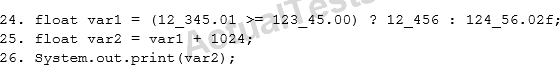 24. float var1 = (12_345.01 >= 123_45.00) ? 12_456 : 124_56.02f;
25. float var2 = var1 + 1024;
26. System.out.print(var2);